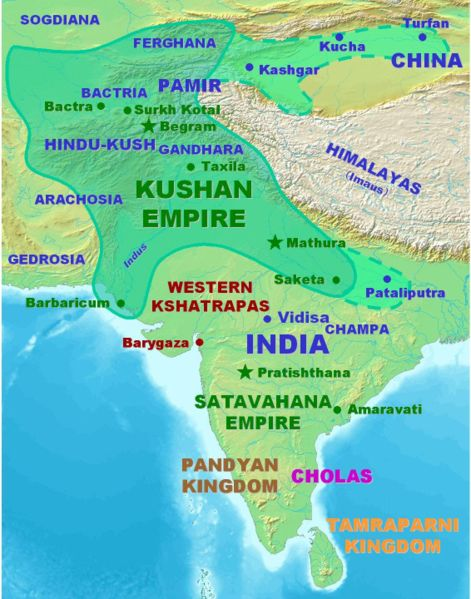 SOGDIANA
Turfan
FERGHANA
Kucha
CHINA
Kashgar
PAMIR
BACTRIA
Bactra
Surkh Kotal
Begram
HINDU-KUSH
GANDHARA
Taxila
HIMALAYAS
(Imaus)
KUSHAN
EMPIRE
ARACHOSIA
Mathura
Indus
GEDROSIA
Saketa
WESTERN
KSHATRAPAS
Pataliputra
Barbaricum
Vidisa
CHAMPA
Barygaza
INDIA
Pratishthana
SATAVAHANA
EMPIRE
Amaravati
PANDYAN
KINGDOM
CHOLAS
TAMRAPARNI
KINGDOM